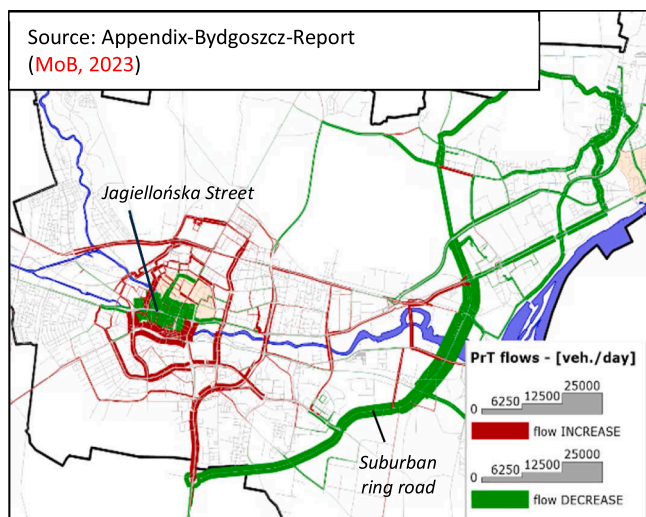 Source: Appendix-Bydgoszcz-Report
(MoB, 2023)
Jagiellońska Street
Suburban
ring road
PrT flows - [veh./day]
0 6250 12500 25000
flow INCREASE
0 6250 12500 25000
flow DECREASE